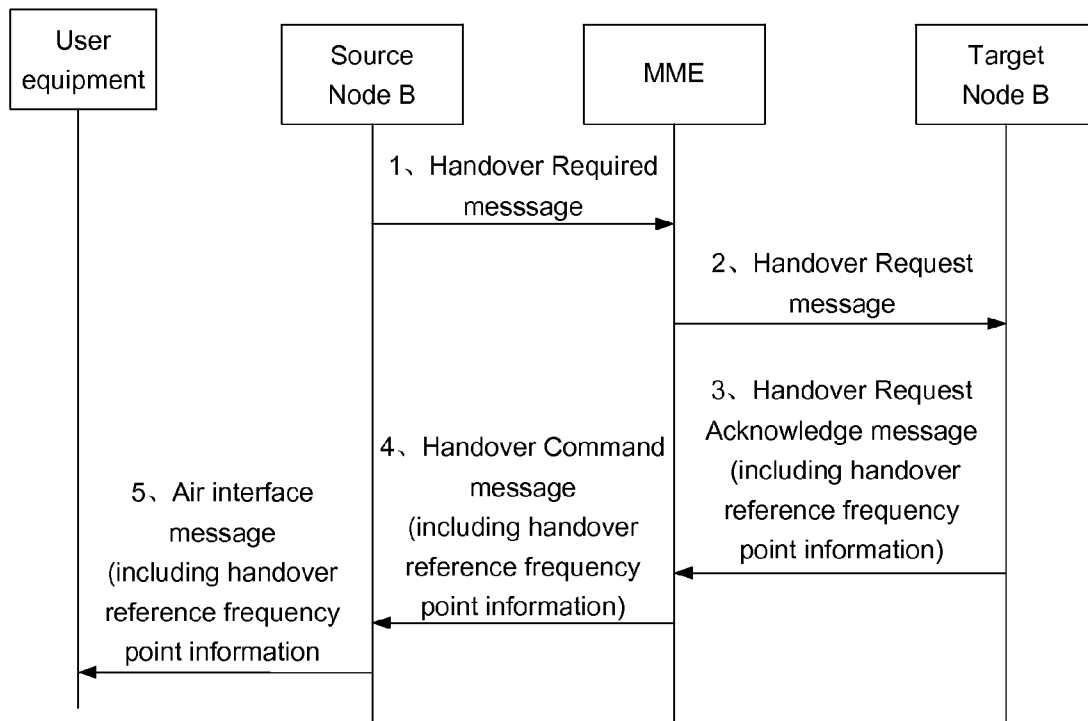 User
equipment
Source
Node B
MME
Target
Node B
1、Handover Required
messsage
2、Handover Request
message
3、Handover Request
Acknowledge message
(including handover
reference frequency
point information)
4、Handover Command
message
(including handover
reference frequency
point information)
5、Air interface
message
(including handover
reference frequency
point information